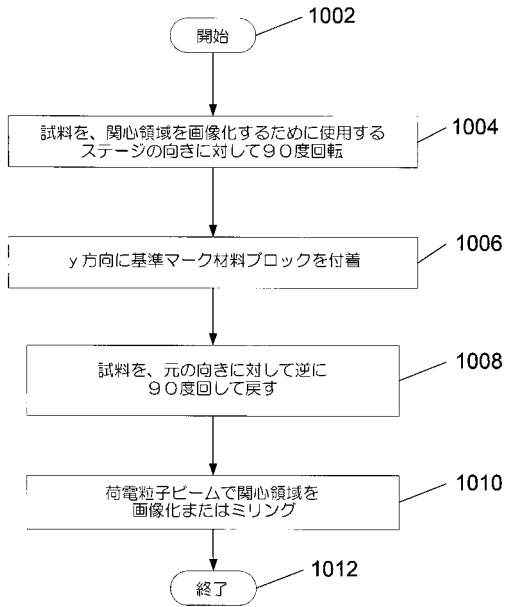 開始
1002
試料を、関心領域を画像化するために使用する
ステージの向きに対して90度回転
1004
y方向に基準マーク材料ブロックを付着
1006
試料を、元の向きに対して逆に
90度回して戻す
1008
荷電粒子ビームで関心領域を
画像化またはミリング
1010
終了
1012